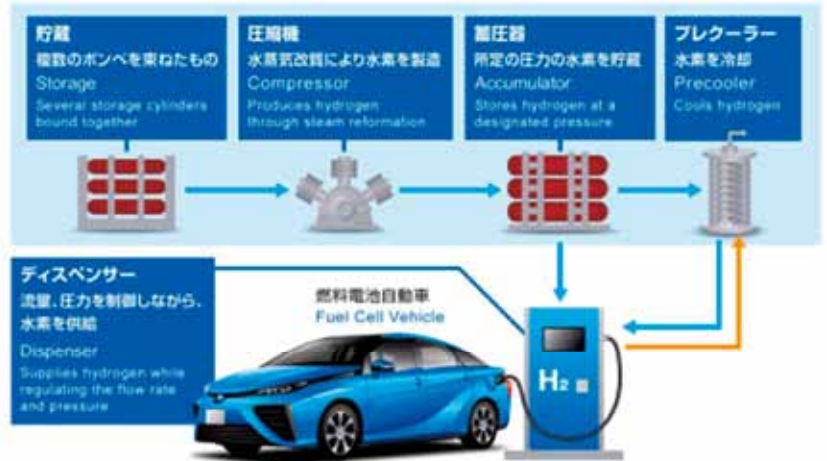 貯蔵
複数のボンベを束ねたもの
Storage
Several storage cylinders
bound together
圧縮機
水蒸気改質により水素を製造
Compressor
Produces hydrogen
through steam reformation
蓄圧器
所定の圧力の水素を貯蔵
Accumulator
Stores hydrogen at a
designated pressure
プレクーラー
水素を冷却
Precooler
Cools hydrogen
ディスペンサー
流量、圧力を制御しながら、
水素を供給
Dispenser
Supplies hydrogen while
regulating the flow rate
and pressure
燃料電池自動車
Fuel Cell Vehicle
H2